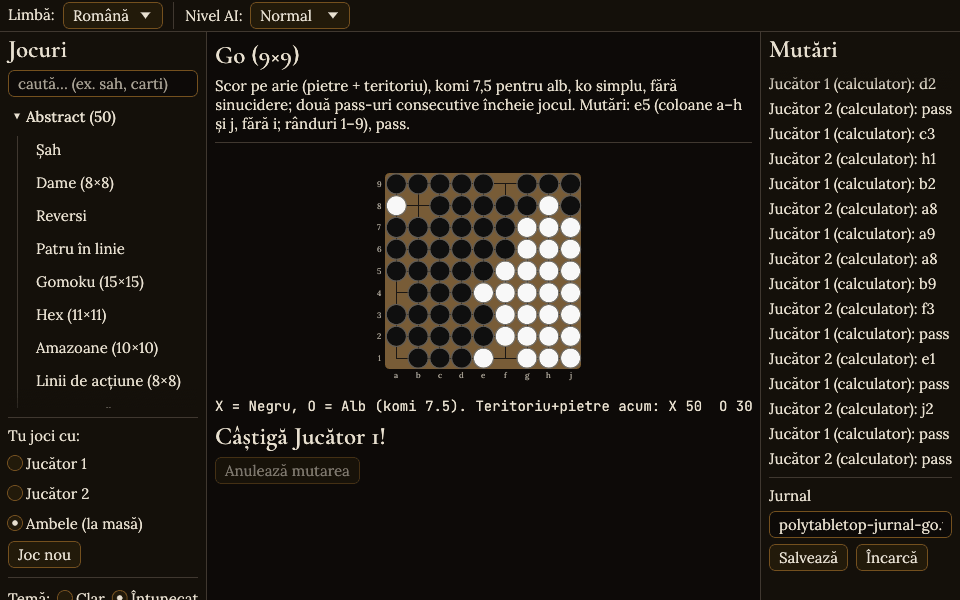 Limbă: Română Nivel AI: Normal
Jocuri
caută... (ex. sah, carti)
Abstract (50)
Șah
Dame (8×8)
Reversi
Patru în linie
Gomoku (15×15)
Hex (11×11)
Amazoane (10×10)
Linii de acțiune (8×8)
Tu joci cu:
Jucător 1
Jucător 2
Ambele (la masă)
Joc nou
Temă: Clar Întunecat
Go (9×9)
Scor pe arie (pietre + teritoriu), komi 7,5 pentru alb, ko simplu, fără
sinucidere; două pass-uri consecutive încheie jocul. Mutări: e5 (coloane a–h
și j, fără i; rânduri 1–9), pass.
9
8
7
6
5
4
3
2
1
a b c d e f g h j
X = Negru, O = Alb (komi 7.5). Teritoriu+pietre acum: X 50 O 30
Câștigă Jucător 1!
Anulează mutarea
Mutări
Jucător 1 (calculator): d2
Jucător 2 (calculator): pass
Jucător 1 (calculator): c3
Jucător 2 (calculator): h1
Jucător 1 (calculator): b2
Jucător 2 (calculator): a8
Jucător 1 (calculator): a9
Jucător 2 (calculator): a8
Jucător 1 (calculator): b9
Jucător 2 (calculator): f3
Jucător 1 (calculator): pass
Jucător 2 (calculator): e1
Jucător 1 (calculator): pass
Jucător 2 (calculator): j2
Jucător 1 (calculator): pass
Jucător 2 (calculator): pass
Jurnal
polytabletop-jurnal-go.
Salvează Încarcă